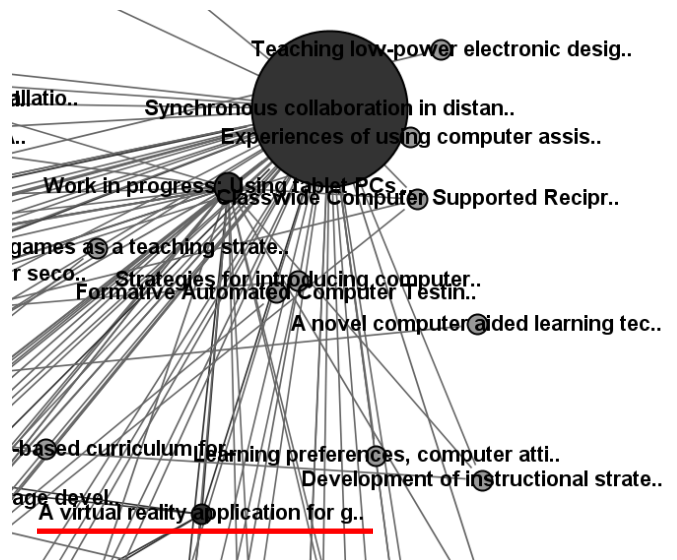 Teaching low-power electronic desig..
llatio..
Synchronous collaboration in distan..
Experiences of using computer assis..
Work in progress: Using tablet PCs ..
Classwide Computer Supported Recipr..
games as a teaching strate..
r seco..
Strategies for introducing computer..
Formative Automated Computer Testin..
A novel computer aided learning tec..
-based curriculum for..
Learning preferences, computer atti..
Development of instructional strate..
age devel..
A virtual reality application for g..